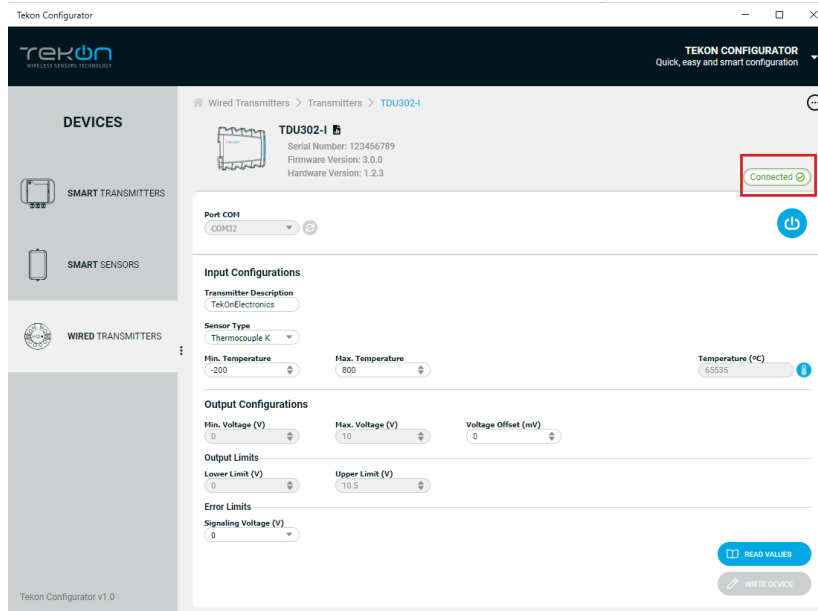 Tekon Configurator
TEKON
WIRELESS SENSORS TECHNOLOGY
TEKON CONFIGURATOR
Quick, easy and smart configuration
DEVICES
SMART TRANSMITTERS
SMART SENSORS
WIRED TRANSMITTERS
Tekon Configurator v1.0
Wired Transmitters > Transmitters > TDU302-I
TDU302-I
Serial Number: 123456789
Firmware Version: 3.0.0
Hardware Version: 1.2.3
Connected
Port COM
COM32
Input Configurations
Transmitter Description
TekOnElectronics
Sensor Type
Thermocouple K
Min. Temperature Max. Temperature Temperature (ºC)
-200 800 65535
Output Configurations
Min. Voltage (V) Max. Voltage (V) Voltage Offset (mV)
0 10 0
Output Limits
Lower Limit (V) Upper Limit (V)
0 10.5
Error Limits
Signaling Voltage (V)
0
READ VALUES
WRITE DEVICE